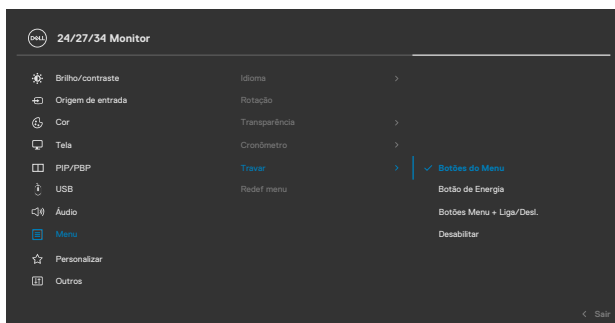 DELL 24/27/34 Monitor
Brilho/contraste Idioma
Origem de entrada Rotação
Cor Transparência
Tela Cronômetro
PIP/PBP Travar Botões do Menu
USB Redef menu Botão de Energia
Áudio Botões Menu + Liga/Desl.
Menu Desabilitar
Personalizar
Outros
Sair